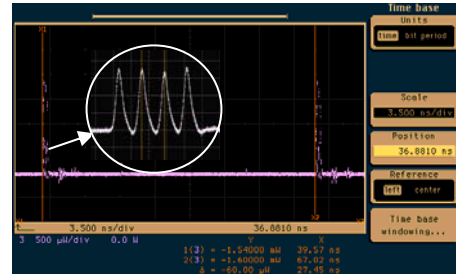 Time base
Units
time bit period
X1
Scale
3.500 ns/div
Position
36.8810 ns
Reference
left center
Time base
windowing...
3.500 ns/div 36.8810 ns
3 500 µW/div 0.0 W
Y X
1(3) = -1.54000 mW 39.57 ns
2(3) = -1.60000 mW 67.02 ns
Δ = -60.00 µW 27.45 ns